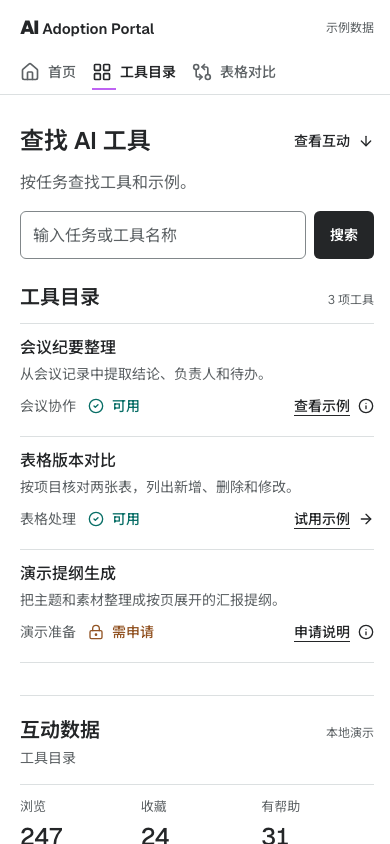 AI Adoption Portal
示例数据
首页
工具目录
表格对比
查找 AI 工具
查看互动
按任务查找工具和示例。
输入任务或工具名称
搜索
工具目录
3 项工具
会议纪要整理
从会议记录中提取结论、负责人和待办。
会议协作
可用
查看示例
表格版本对比
按项目核对两张表，列出新增、删除和修改。
表格处理
可用
试用示例
演示提纲生成
把主题和素材整理成按页展开的汇报提纲。
演示准备
需申请
申请说明
互动数据
本地演示
工具目录
浏览
收藏
有帮助
247
24
31